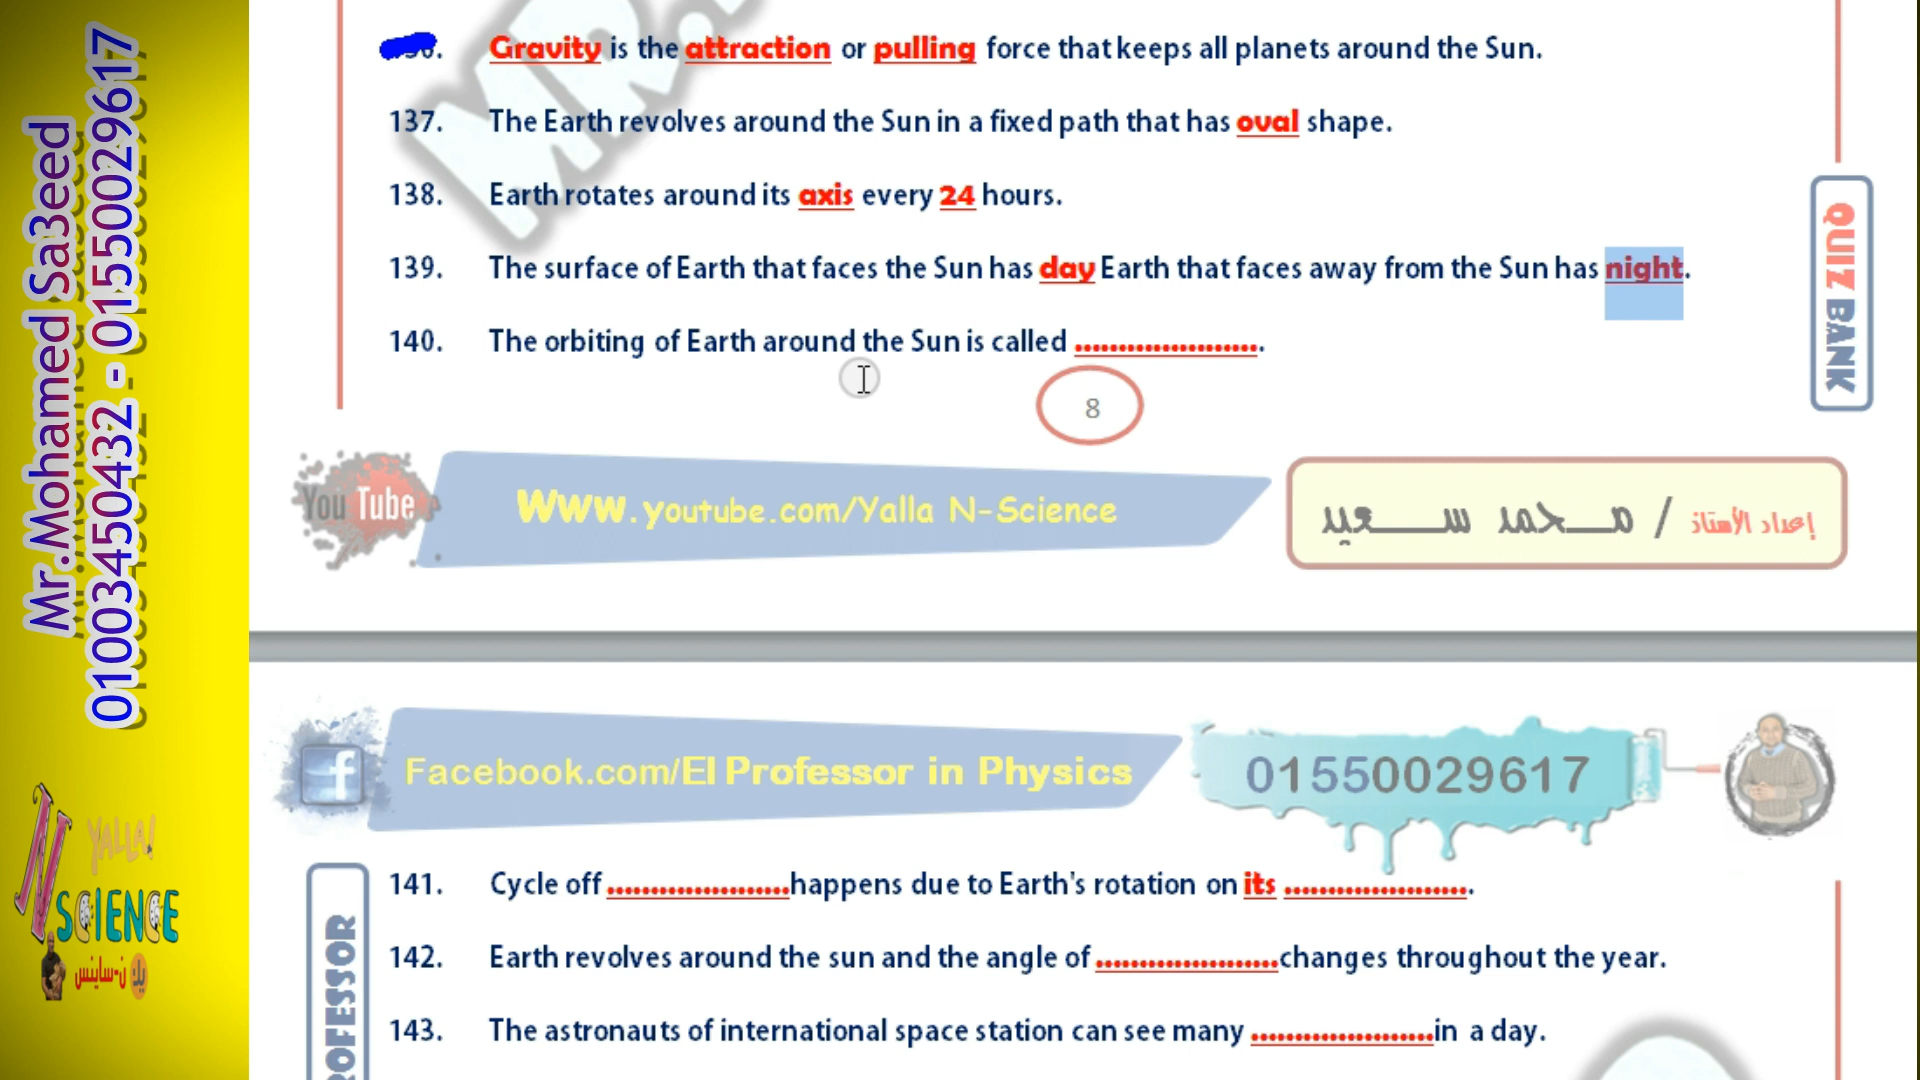 Mr.Mohamed Sa3eed
01003450432 - 01550029617
YALLA!
N
SCIENCE
ن-ساينس
MR.
Gravity is the attraction or pulling force that keeps all planets around the Sun.
137. The Earth revolves around the Sun in a fixed path that has oval shape.
138. Earth rotates around its axis every 24 hours.
139. The surface of Earth that faces the Sun has day Earth that faces away from the Sun has night.
140. The orbiting of Earth around the Sun is called .....................
QUIZ BANK
8
You Tube
Www.youtube.com/Yalla N-Science
إعداد الأستاذ / محمد سعيد
f
Facebook.com/El Professor in Physics
01550029617
141. Cycle off .....................happens due to Earth's rotation on its .....................
142. Earth revolves around the sun and the angle of .....................changes throughout the year.
143. The astronauts of international space station can see many .....................in a day.
ROFESSOR